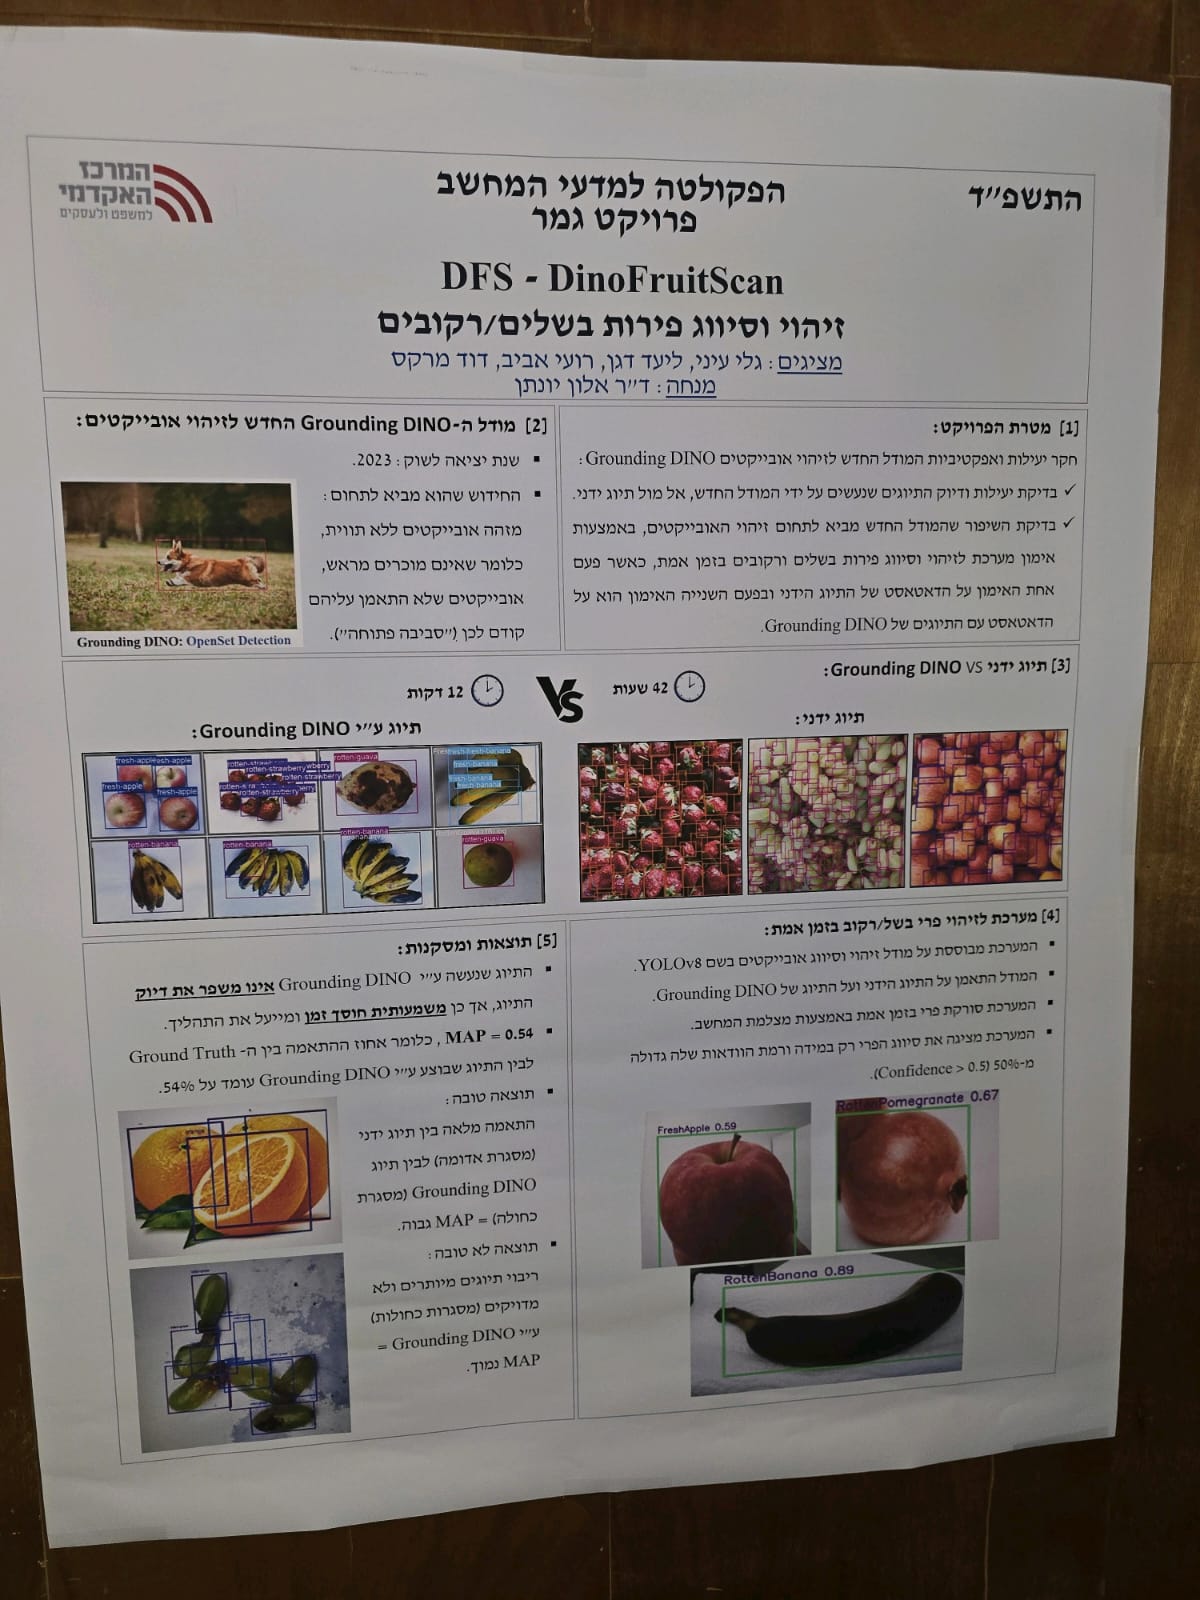 התשפ״ד
הפקולטה למדעי המחשב
פרויקט גמר
המרכז
האקדמי
למשפט ולעסקים
DFS - DinoFruitScan
זיהוי וסיווג פירות בשלים/רקובים
מציגים: גלי עיני, ליעד דגן, רועי אביב, דוד מרקס
מנחה: ד״ר אלון יונתן
[1] מטרת הפרויקט:
חקר יעילות ואפקטיביות המודל החדש לזיהוי אובייקטים Grounding DINO:
✓ בדיקת יעילות ודיוק התיוגים שנעשים על ידי המודל החדש, אל מול תיוג ידני.
✓ בדיקת השיפור שהמודל החדש מביא לתחום זיהוי האובייקטים, באמצעות
אימון מערכת לזיהוי וסיווג פירות בשלים ורקובים בזמן אמת, כאשר פעם
אחת האימון על הדאטאסט של התיוג הידני ובפעם השנייה האימון הוא על
הדאטאסט עם התיוגים של Grounding DINO.
[2] מודל ה-Grounding DINO החדש לזיהוי אובייקטים:
▪ שנת יציאה לשוק: 2023.
▪ החידוש שהוא מביא לתחום:
מזהה אובייקטים ללא תווית,
כלומר שאינם מוכרים מראש,
אובייקטים שלא התאמן עליהם
קודם לכן (״סביבה פתוחה״).
Grounding DINO: OpenSet Detection
[3] תיוג ידני VS Grounding DINO:
42 שעות
VS
12 דקות
תיוג ידני:
תיוג ע״י Grounding DINO:
fresh-apple
fresh-apple
fresh-apple
fresh-apple
rotten-strawberry
rotten-strawberry
rotten-strawberry
rotten-strawberry
rotten-guava
fresh-banana
fresh-banana
fresh-banana
fresh-banana
rotten-banana
rotten-banana
rotten-banana
rotten-guava
[4] מערכת לזיהוי פרי בשל/רקוב בזמן אמת:
▪ המערכת מבוססת על מודל זיהוי וסיווג אובייקטים בשם YOLOv8.
▪ המודל התאמן על התיוג הידני ועל התיוג של Grounding DINO.
▪ המערכת סורקת פרי בזמן אמת באמצעות מצלמת המחשב.
▪ המערכת מציגה את סיווג הפרי רק במידה ורמת הוודאות שלה גדולה
מ-50% (Confidence > 0.5).
FreshApple 0.59
RottenPomegranate 0.67
RottenBanana 0.89
[5] תוצאות ומסקנות:
▪ התיוג שנעשה ע״י Grounding DINO אינו משפר את דיוק
התיוג, אך כן משמעותית חוסך זמן ומייעל את התהליך.
▪ MAP = 0.54, כלומר אחוז ההתאמה בין ה- Ground Truth
לבין התיוג שבוצע ע״י Grounding DINO עומד על 54%.
▪ תוצאה טובה:
התאמה מלאה בין תיוג ידני
(מסגרת אדומה) לבין תיוג
Grounding DINO (מסגרת
כחולה) = MAP גבוה.
▪ תוצאה לא טובה:
ריבוי תיוגים מיותרים ולא
מדויקים (מסגרות כחולות)
ע״י Grounding DINO =
MAP נמוך.